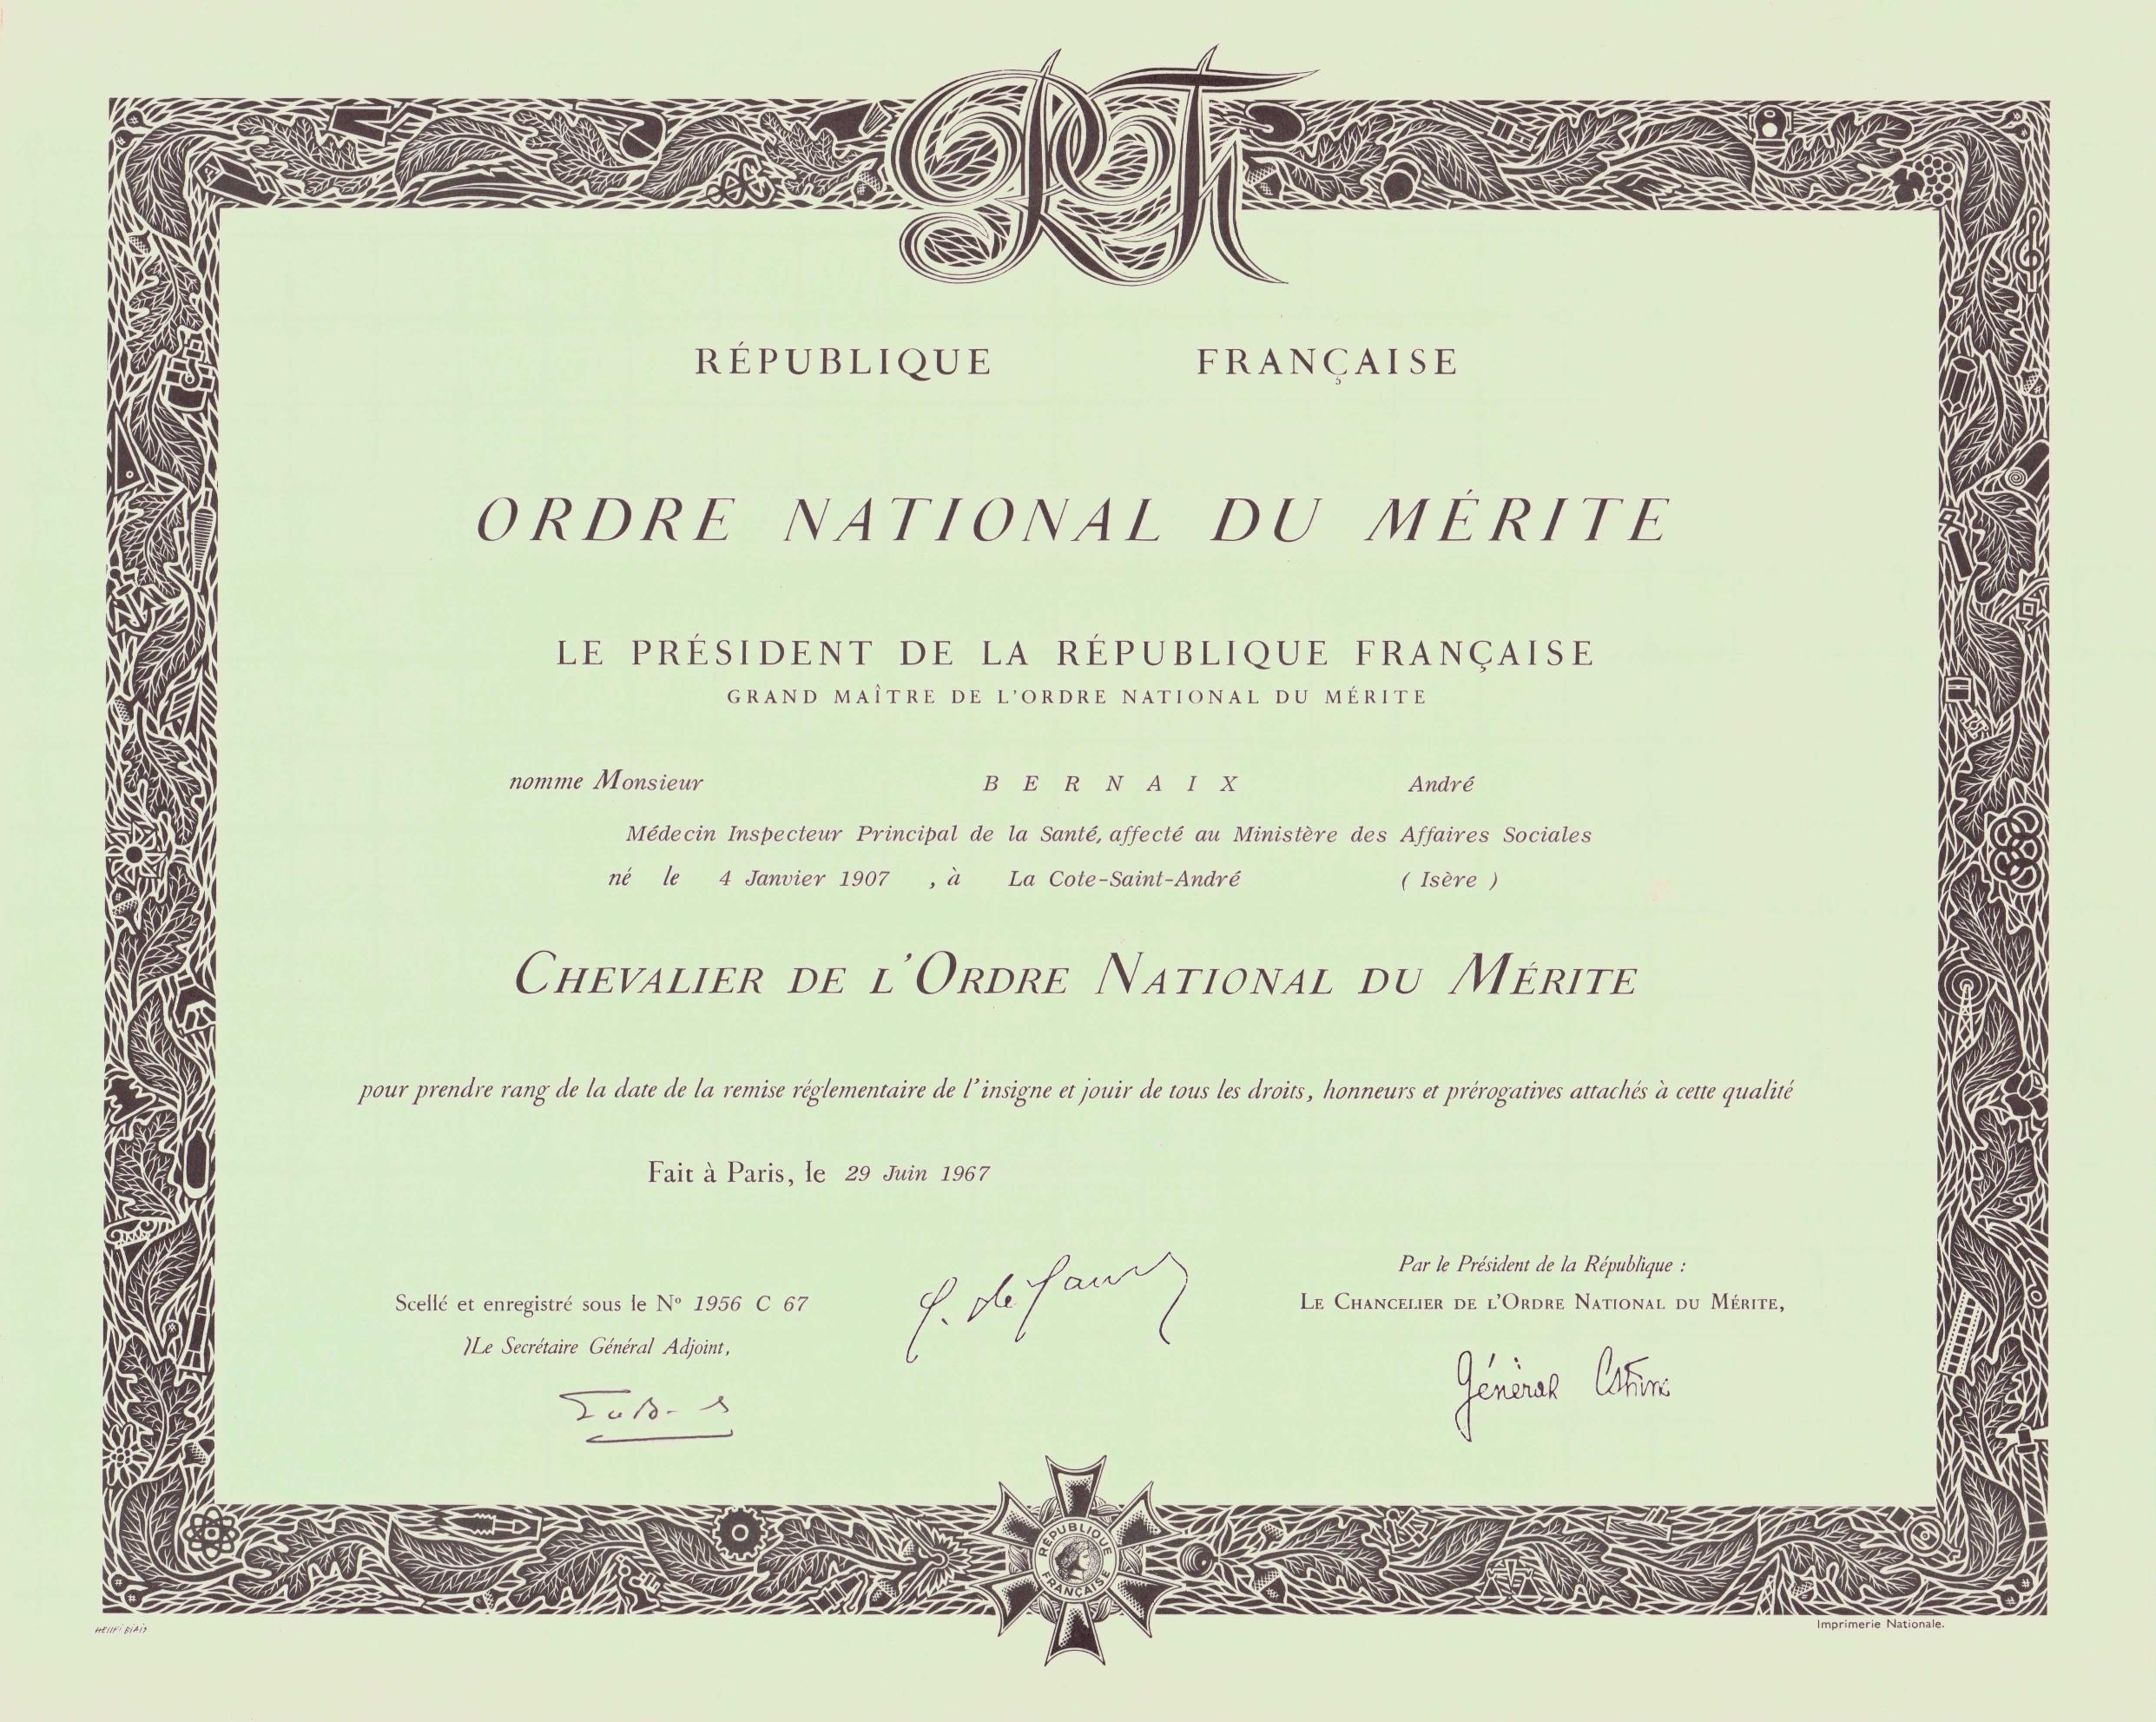 RF
RÉPUBLIQUE FRANÇAISE
ORDRE NATIONAL DU MÉRITE
LE PRÉSIDENT DE LA RÉPUBLIQUE FRANÇAISE
GRAND MAÎTRE DE L'ORDRE NATIONAL DU MÉRITE
nomme Monsieur B E R N A I X André
Médecin Inspecteur Principal de la Santé, affecté au Ministère des Affaires Sociales
né le 4 Janvier 1907 , à La Cote-Saint-André ( Isère )
CHEVALIER DE L'ORDRE NATIONAL DU MÉRITE
pour prendre rang de la date de la remise réglementaire de l'insigne et jouir de tous les droits, honneurs et prérogatives attachés à cette qualité
Fait à Paris, le 29 Juin 1967
Par le Président de la République :
Scellé et enregistré sous le Nº 1956 C 67
LE CHANCELIER DE L'ORDRE NATIONAL DU MÉRITE,
)Le Secrétaire Général Adjoint,
Général
RÉPUBLIQUE FRANÇAISE
Imprimerie Nationale.